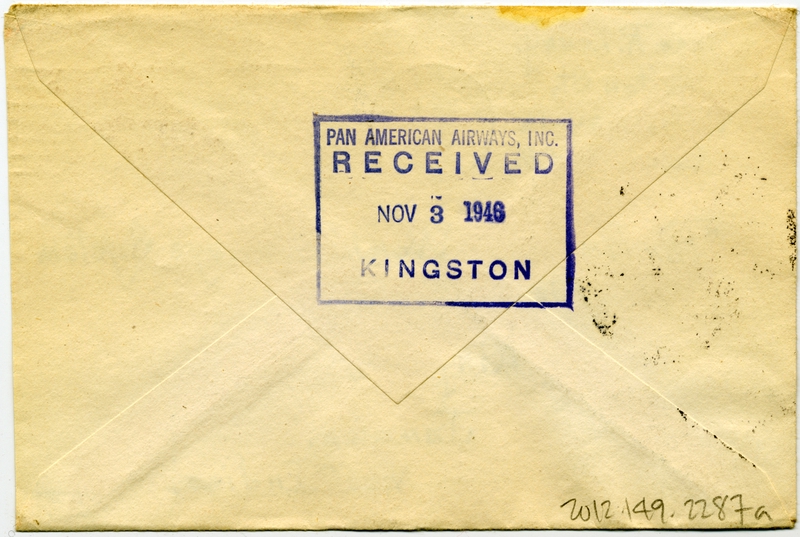 PAN AMERICAN AIRWAYS, INC.
RECEIVED
NOV 3 1946
KINGSTON
2012.149.2287a